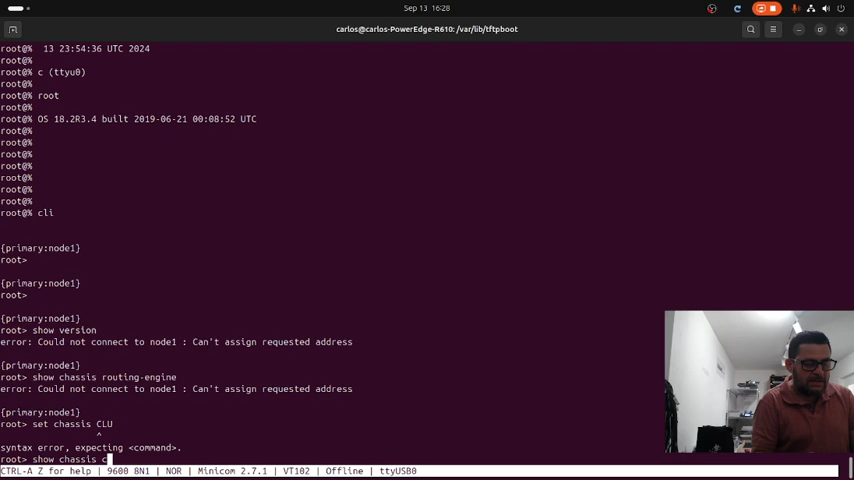 Sep 13 16:28
carlos@carlos-PowerEdge-R610: /var/lib/tftpboot
root@% 13 23:54:36 UTC 2024
root@%
root@% c (ttyu0)
root@%
root@% root
root@%
root@% OS 18.2R3.4 built 2019-06-21 00:08:52 UTC
root@%
root@%
root@%
root@%
root@%
root@%
root@%
root@% cli
{primary:node1}
root>
{primary:node1}
root>
{primary:node1}
root> show version
error: Could not connect to node1 : Can't assign requested address
{primary:node1}
root> show chassis routing-engine
error: Could not connect to node1 : Can't assign requested address
{primary:node1}
root> set chassis CLU
^
syntax error, expecting <command>.
root> show chassis c
CTRL-A Z for help | 9600 8N1 | NOR | Minicom 2.7.1 | VT102 | Offline | ttyUSB0